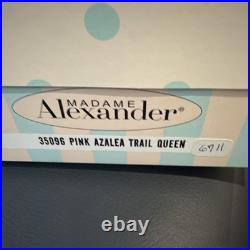 MADAME
Alexander®
35096 PINK AZALEA TRAIL QUEEN 6711